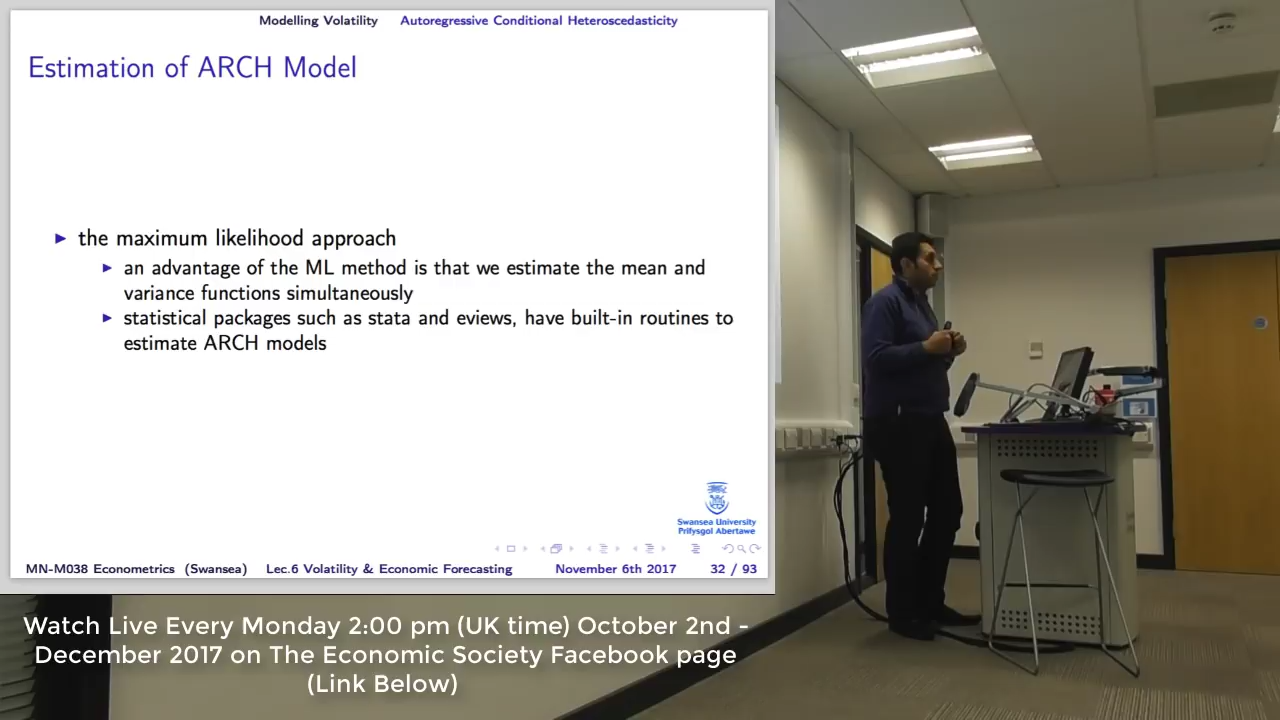 Modelling Volatility Autoregressive Conditional Heteroscedasticity
Estimation of ARCH Model
the maximum likelihood approach
an advantage of the ML method is that we estimate the mean and
variance functions simultaneously
statistical packages such as stata and eviews, have built-in routines to
estimate ARCH models
Swansea University
Prifysgol Abertawe
MN-M038 Econometrics (Swansea) Lec.6 Volatility & Economic Forecasting November 6th 2017 32 / 93
Watch Live Every Monday 2:00 pm (UK time) October 2nd -
December 2017 on The Economic Society Facebook page
(Link Below)